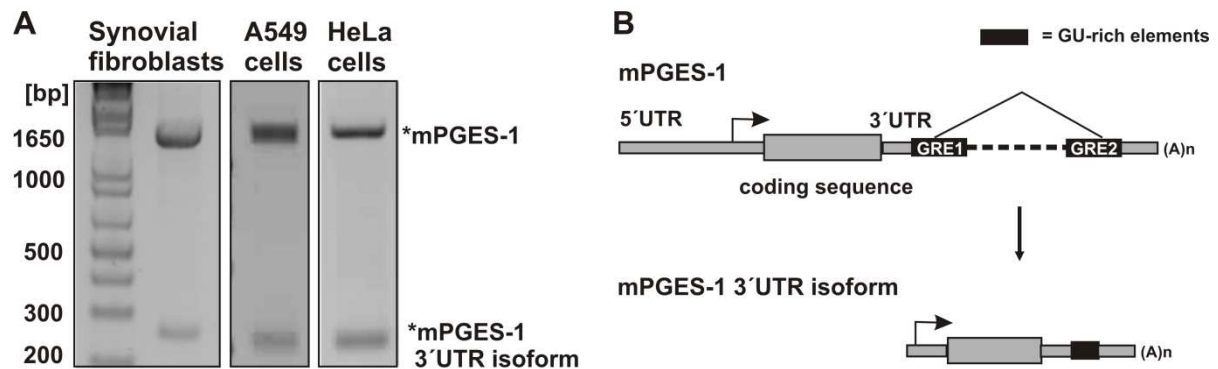 A
Synovial
fibroblasts
A549
cells
HeLa
cells
[bp]
1650
1000
500
300
200
*mPGES-1
*mPGES-1
3´UTR isoform
B
= GU-rich elements
mPGES-1
5´UTR
3´UTR
GRE1
GRE2
(A)n
coding sequence
mPGES-1 3´UTR isoform
(A)n